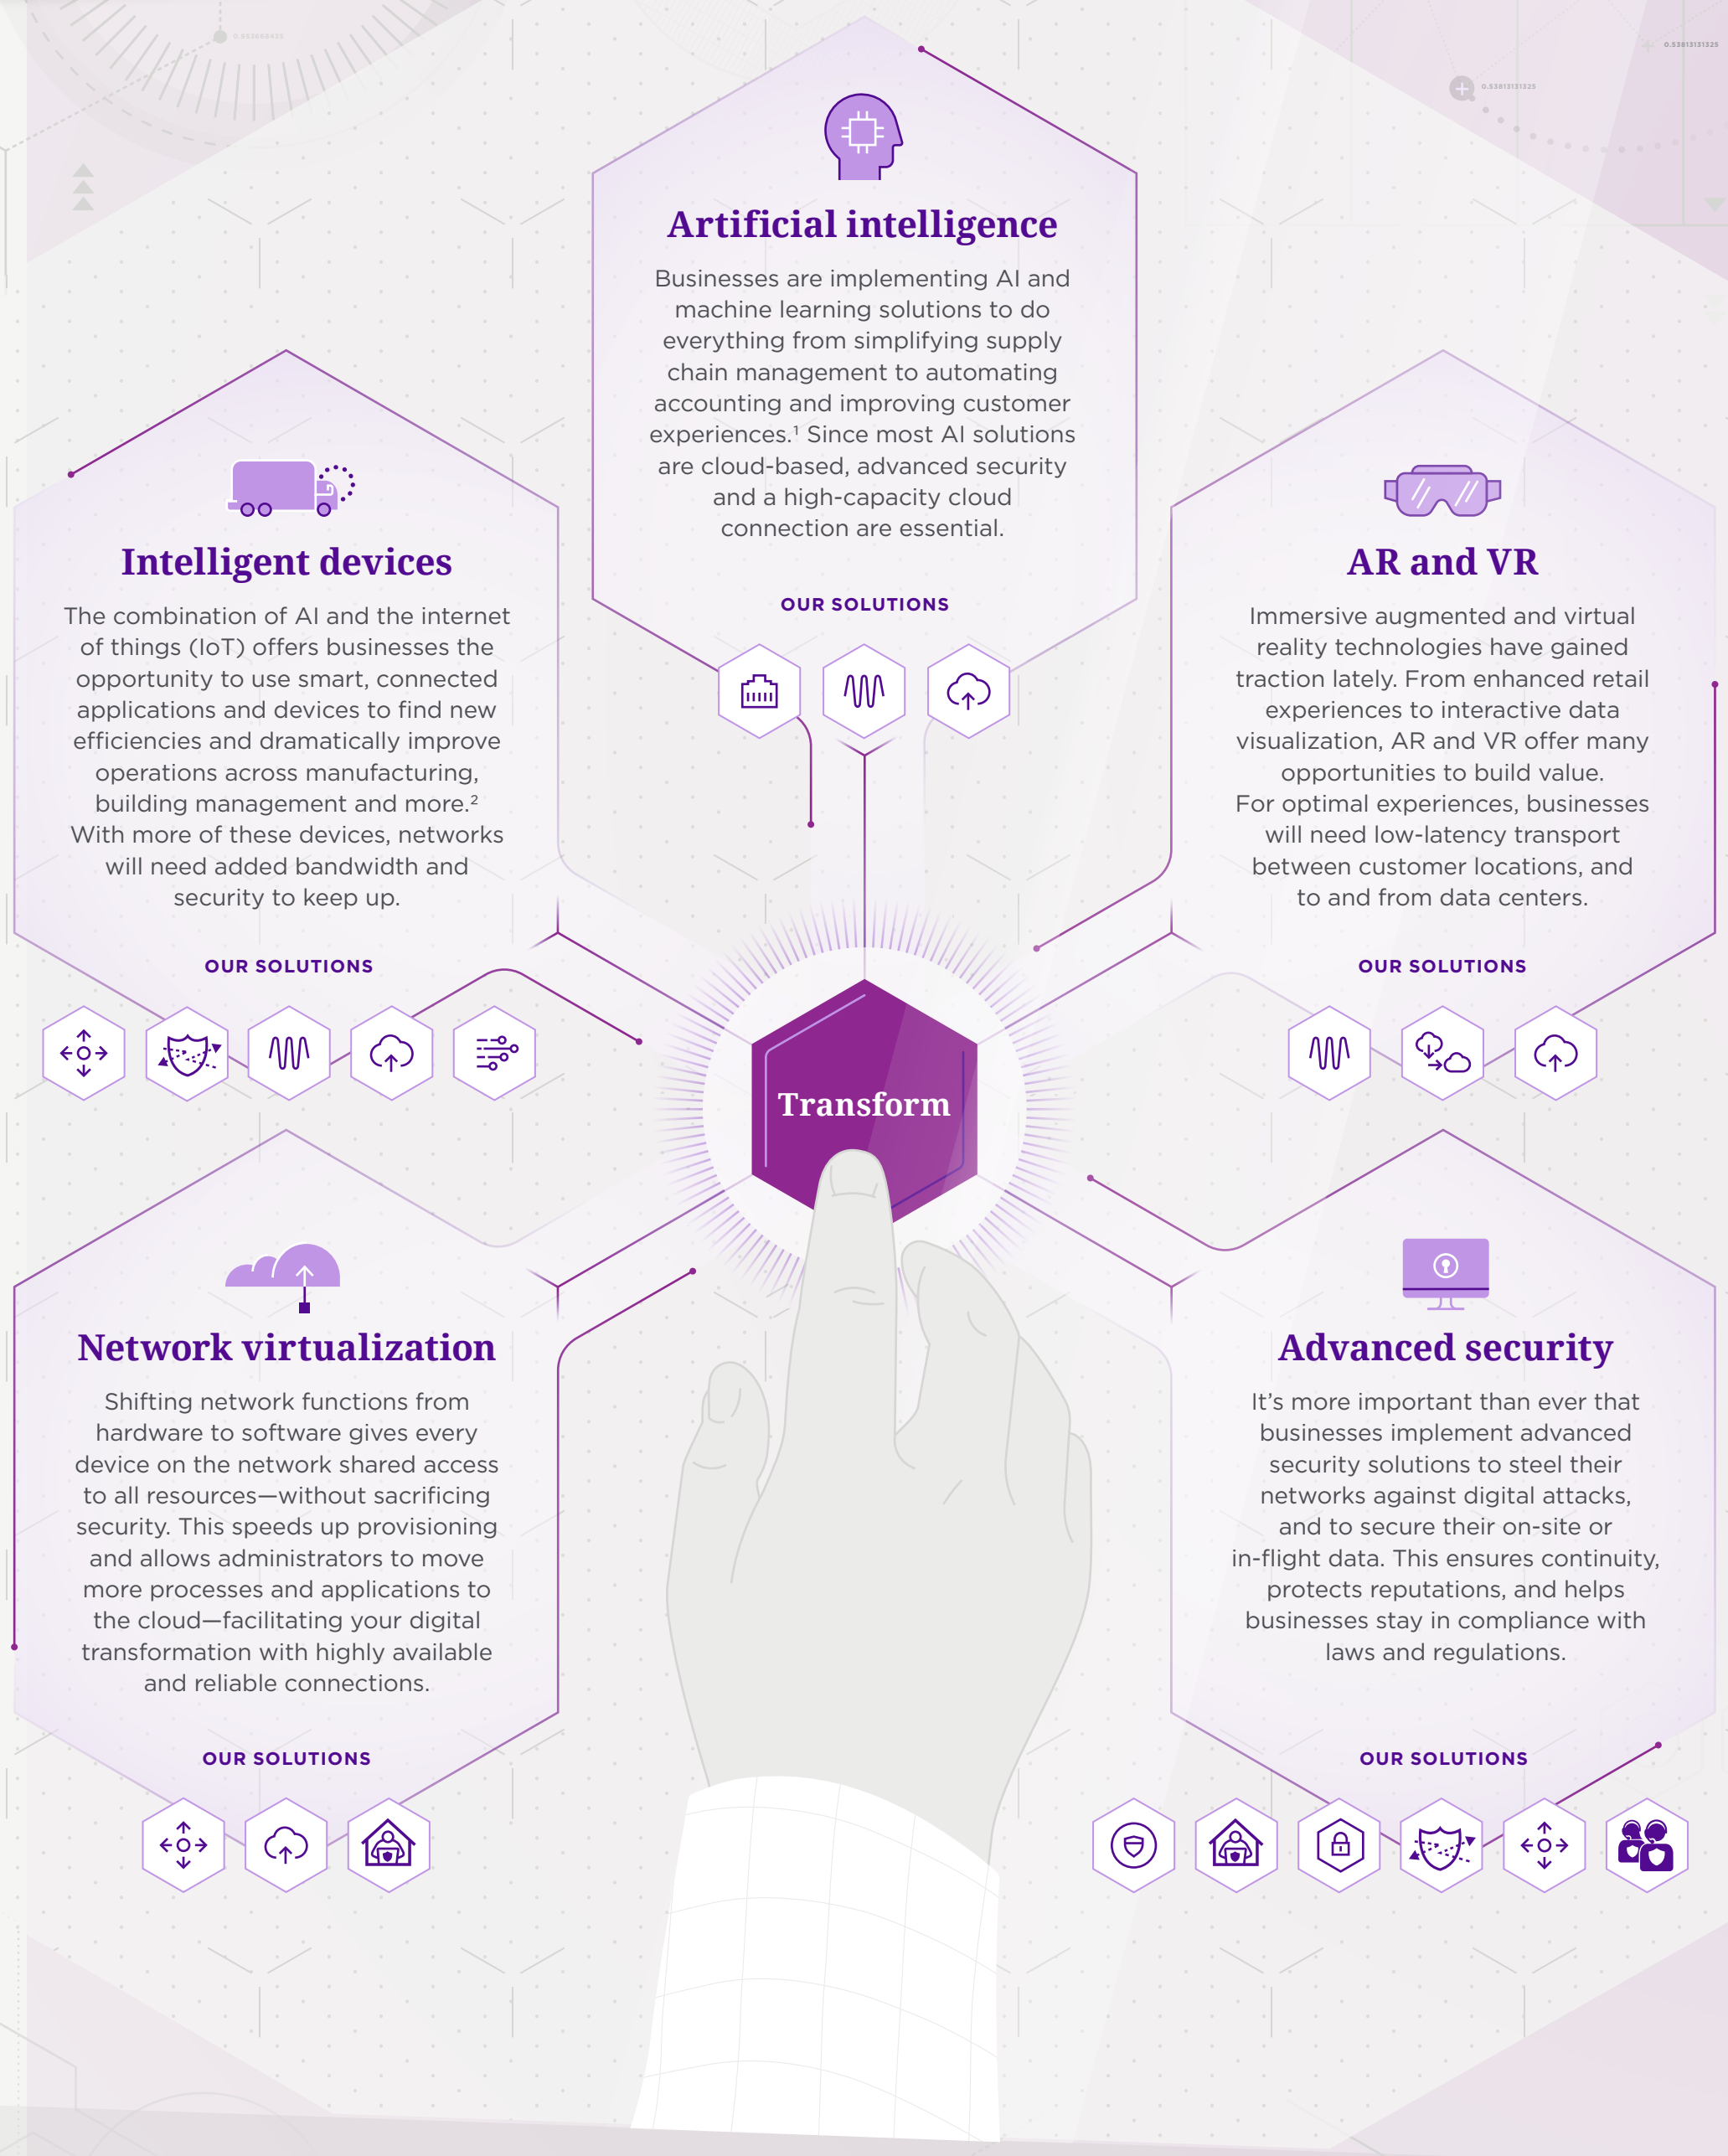 0.953698433
0.53813131325
0.53813131325
Artificial intelligence
Businesses are implementing AI and
machine learning solutions to do
everything from simplifying supply
chain management to automating
accounting and improving customer
experiences.¹ Since most AI solutions
are cloud-based, advanced security
and a high-capacity cloud
connection are essential.
OUR SOLUTIONS
Intelligent devices
The combination of AI and the internet
of things (IoT) offers businesses the
opportunity to use smart, connected
applications and devices to find new
efficiencies and dramatically improve
operations across manufacturing,
building management and more.²
With more of these devices, networks
will need added bandwidth and
security to keep up.
OUR SOLUTIONS
AR and VR
Immersive augmented and virtual
reality technologies have gained
traction lately. From enhanced retail
experiences to interactive data
visualization, AR and VR offer many
opportunities to build value.
For optimal experiences, businesses
will need low-latency transport
between customer locations, and
to and from data centers.
OUR SOLUTIONS
Transform
Network virtualization
Shifting network functions from
hardware to software gives every
device on the network shared access
to all resources—without sacrificing
security. This speeds up provisioning
and allows administrators to move
more processes and applications to
the cloud—facilitating your digital
transformation with highly available
and reliable connections.
OUR SOLUTIONS
Advanced security
It’s more important than ever that
businesses implement advanced
security solutions to steel their
networks against digital attacks,
and to secure their on-site or
in-flight data. This ensures continuity,
protects reputations, and helps
businesses stay in compliance with
laws and regulations.
OUR SOLUTIONS